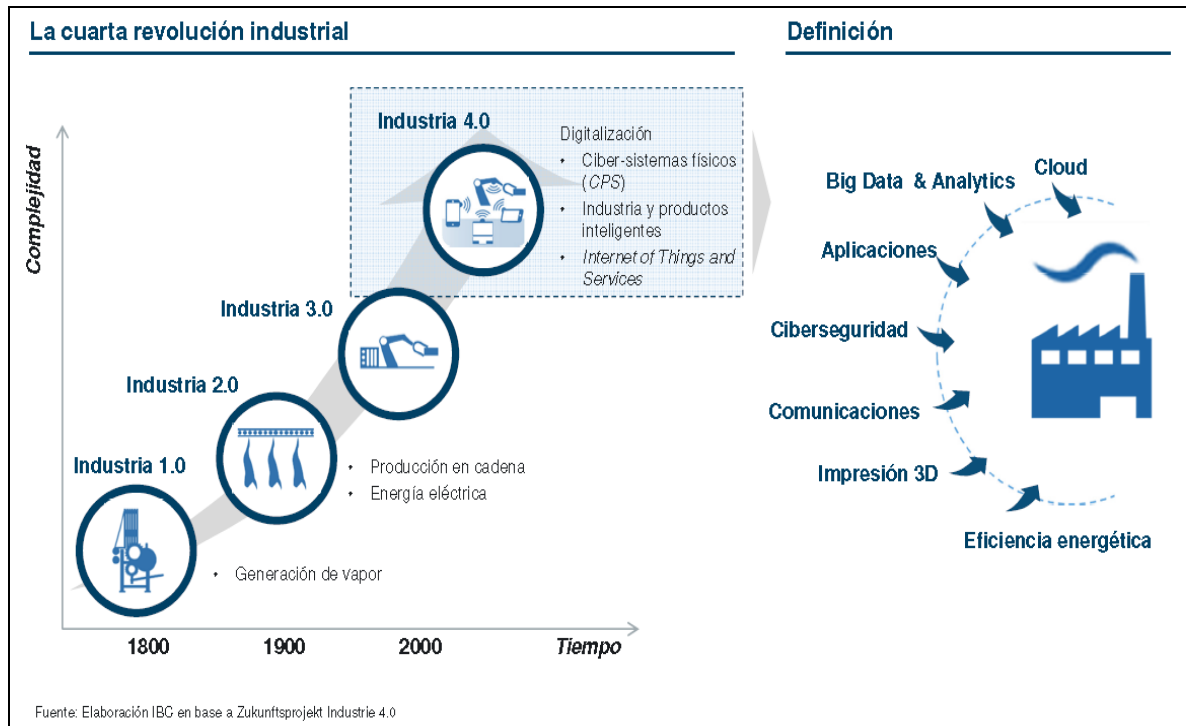 La cuarta revolución industrial
Definición
Complejidad
Industria 4.0
Digitalización
• Ciber-sistemas físicos
(CPS)
• Industria y productos
inteligentes
• Internet of Things and
Services
Industria 3.0
Industria 2.0
• Producción en cadena
• Energía eléctrica
Industria 1.0
• Generación de vapor
1800
1900
2000
Tiempo
Cloud
Big Data & Analytics
Aplicaciones
Ciberseguridad
Comunicaciones
Impresión 3D
Eficiencia energética
Fuente: Elaboración IBC en base a Zukunftsprojekt Industrie 4.0